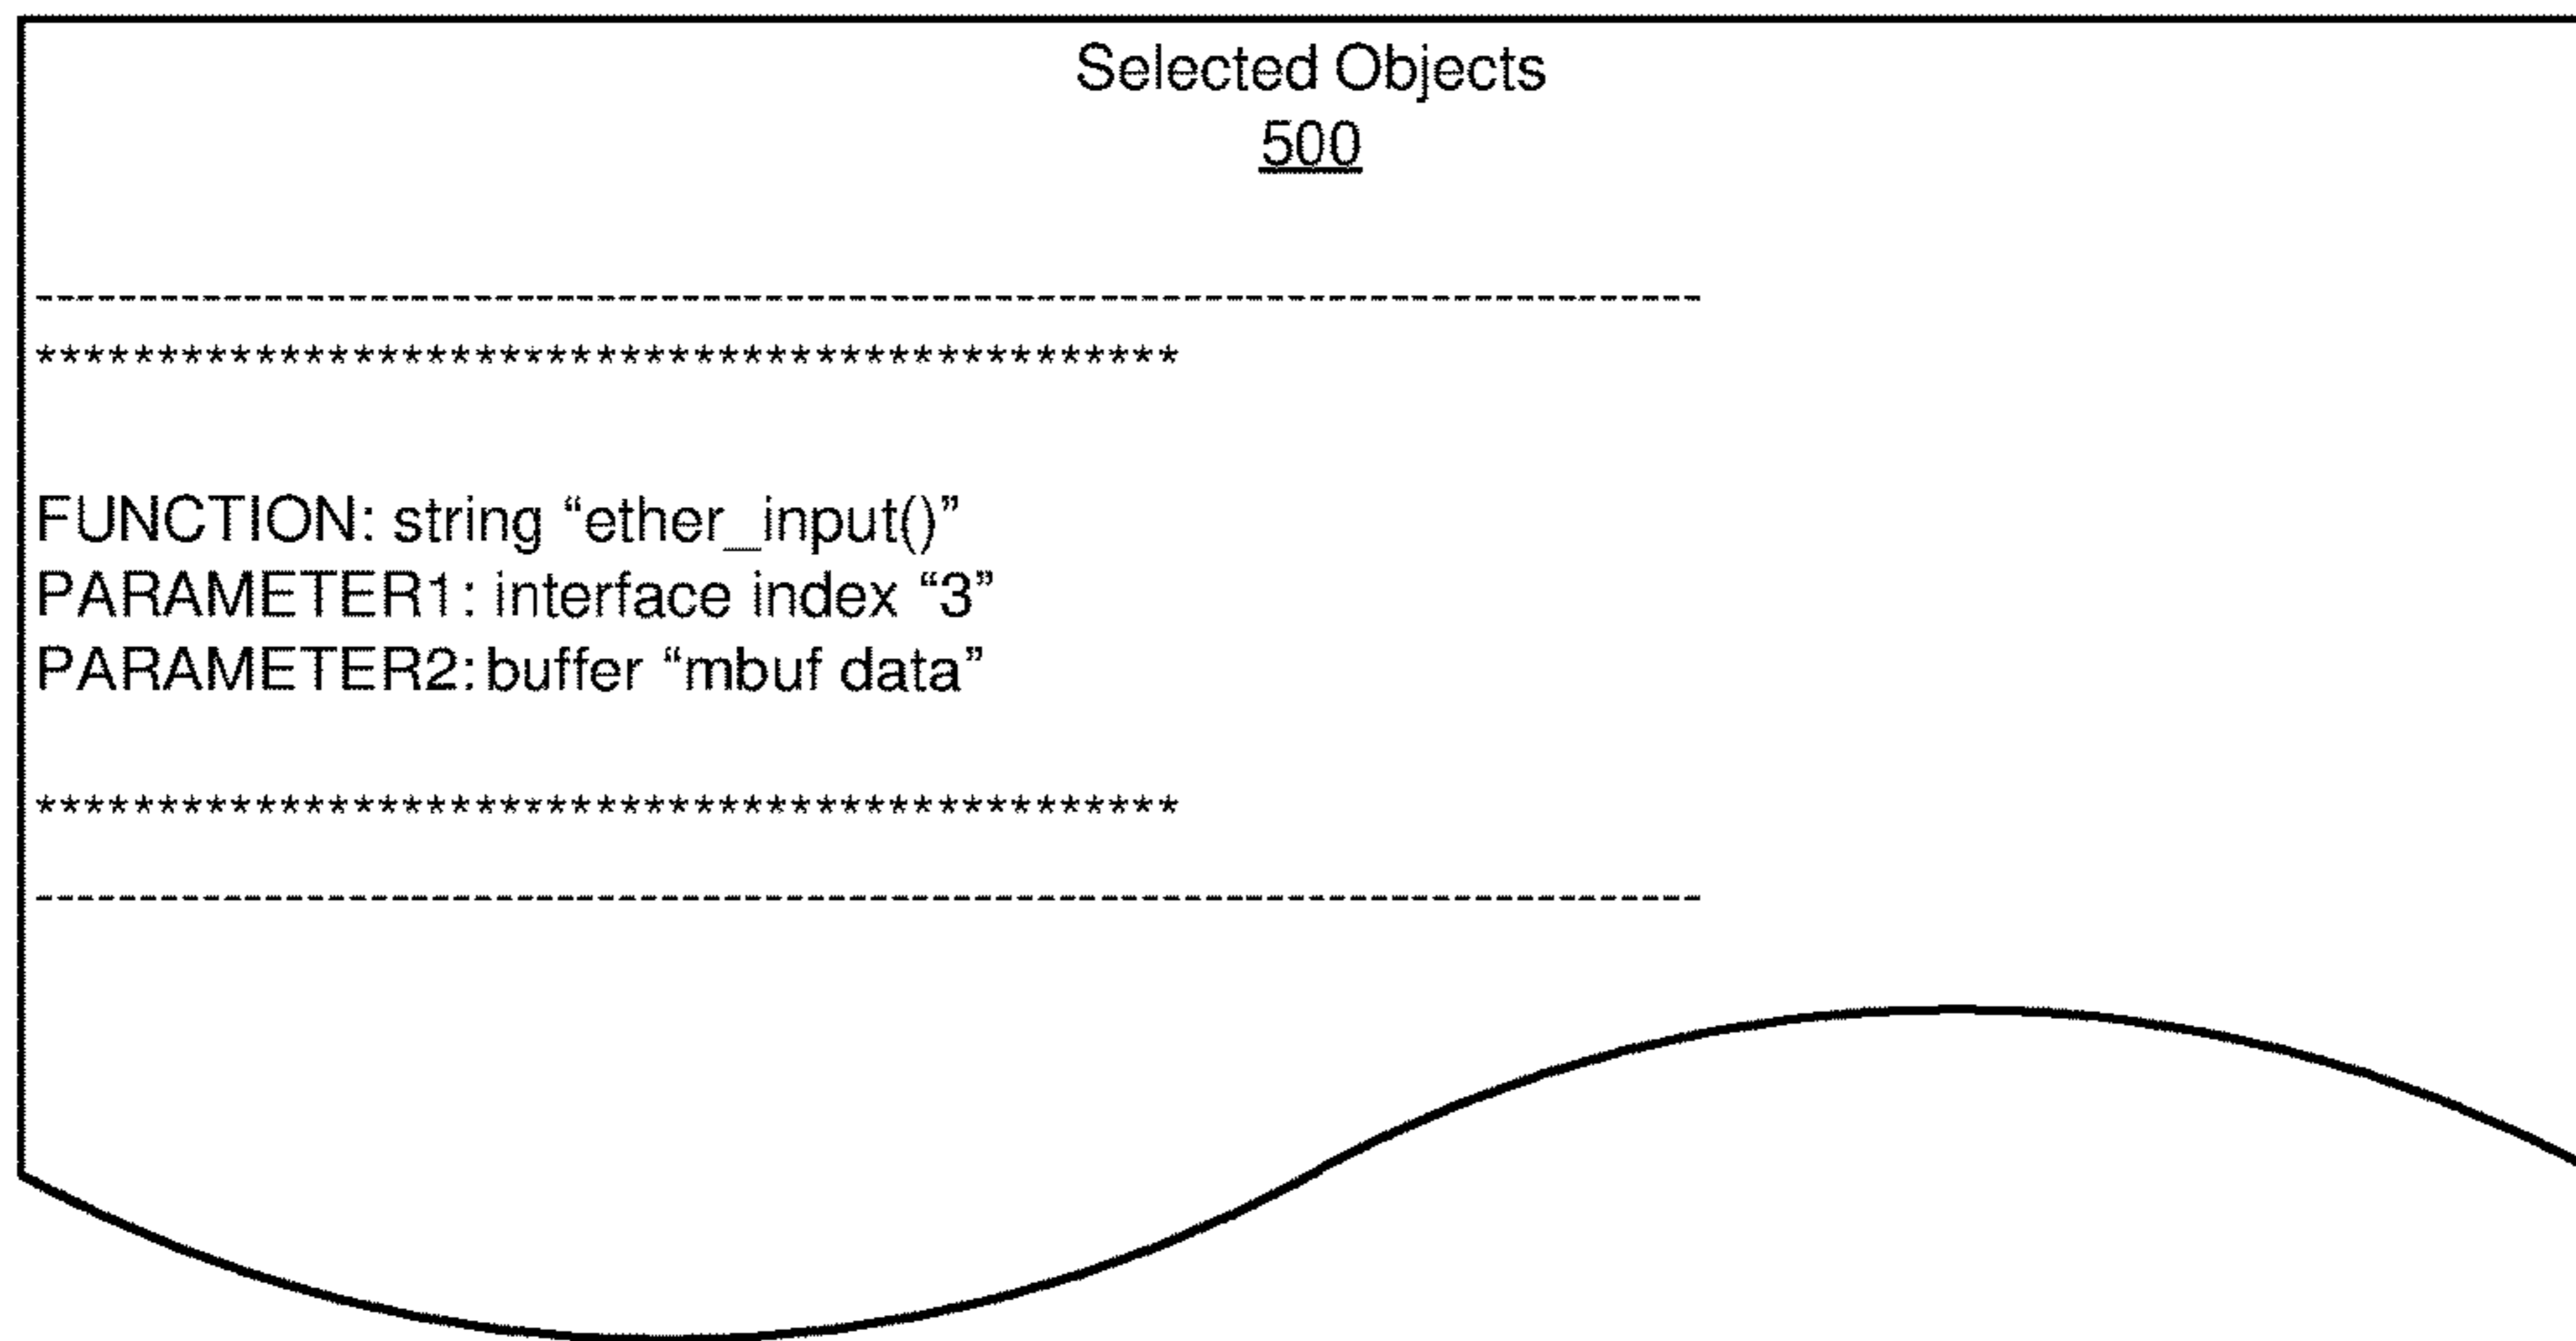 Selected Objects
500
--------------------------------------------------------------------------------
***********************************************
FUNCTION: string “ether_input()”
PARAMETER1: interface index “3”
PARAMETER2: buffer “mbuf data”
***********************************************
--------------------------------------------------------------------------------